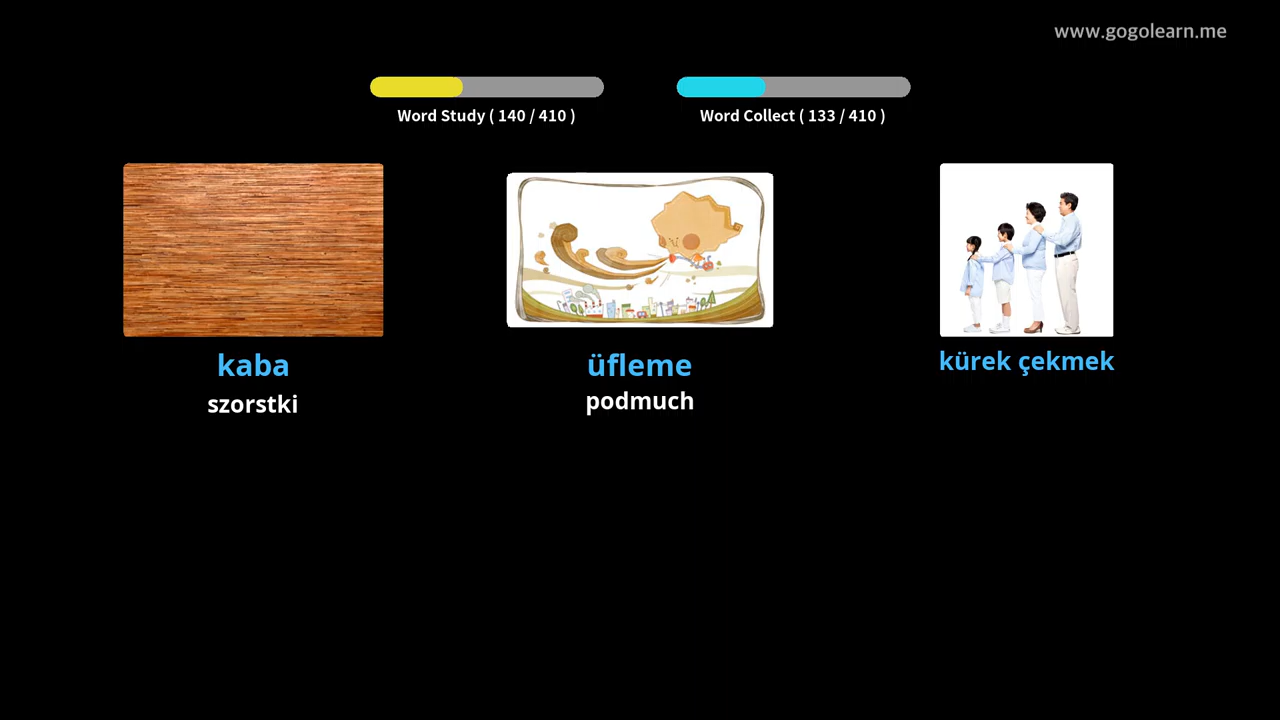 www.gogolearn.me
Word Study ( 140 / 410 )
Word Collect ( 133 / 410 )
kaba
szorstki
üfleme
podmuch
kürek çekmek